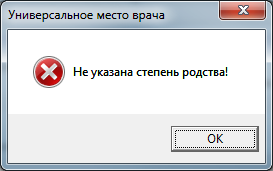 Универсальное место врача
Не указана степень родства!
OK